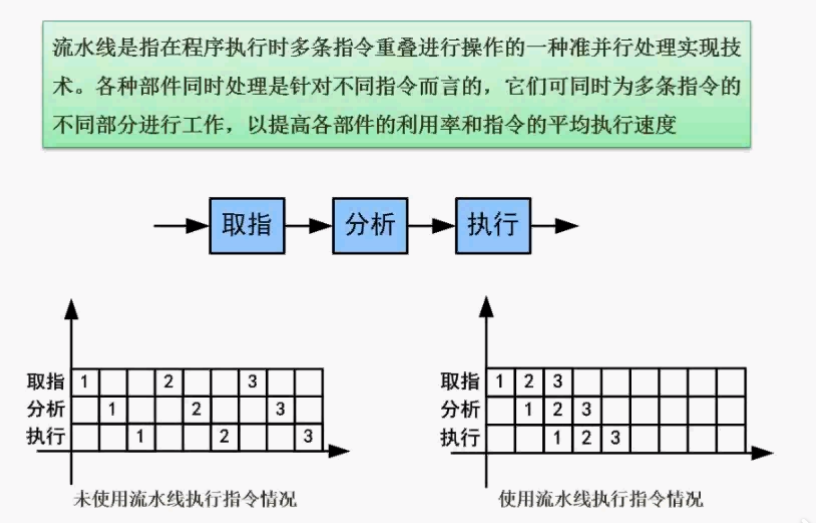 流水线是指在程序执行时多条指令重叠进行操作的一种准并行处理实现技
术。各种部件同时处理是针对不同指令而言的，它们可同时为多条指令的
不同部分进行工作，以提高各部件的利用率和指令的平均执行速度
取指 分析 执行
取指 1 2 3
分析 1 2 3
执行 1 2 3
未使用流水线执行指令情况
取指 1 2 3
分析 1 2 3
执行 1 2 3
使用流水线执行指令情况